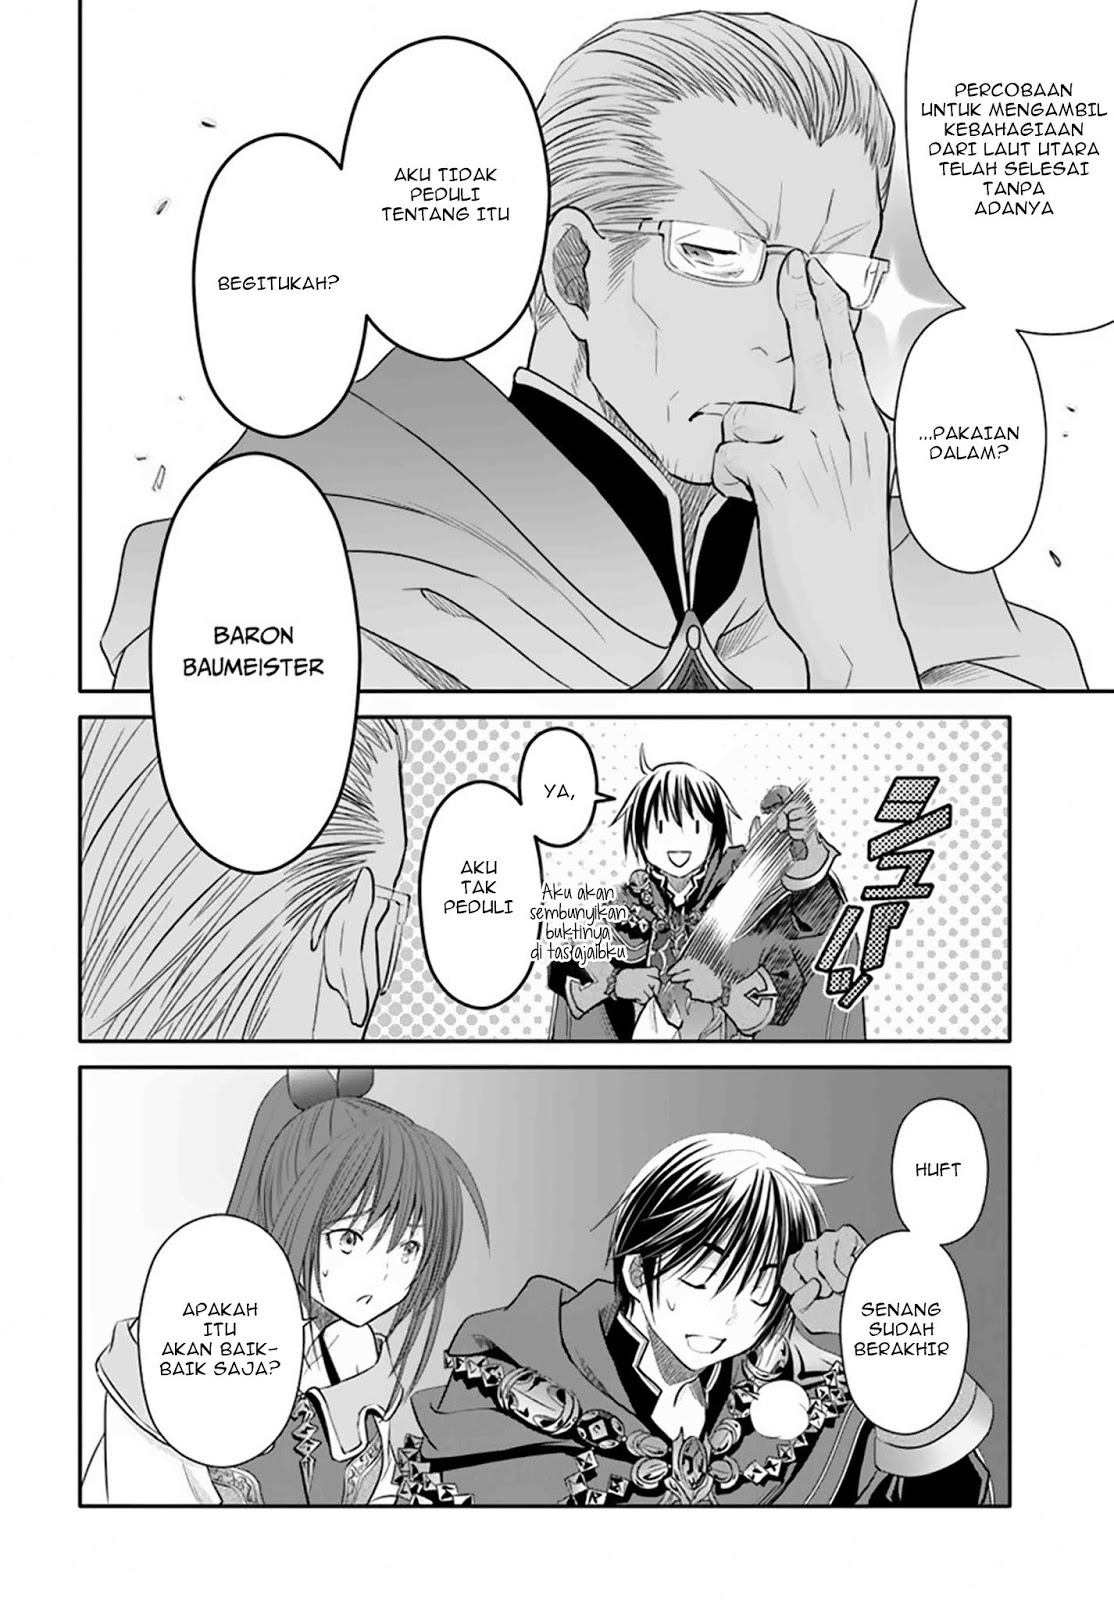 PERCOBAAN
UNTUK MENGAMBIL
KEBAHAGIAAN
DARI LAUT UTARA
TELAH SELESAI
TANPA
ADANYA
...PAKAIAN
DALAM?
AKU TIDAK
PEDULI
TENTANG ITU
BEGITUKAH?
BARON
BAUMEISTER
YA,
AKU
TAK
PEDULI
Aku akan
sembunyikan
buktinya
di tas ajaibku
HUFT
SENANG
SUDAH
BERAKHIR
APAKAH
ITU
AKAN BAIK-
BAIK SAJA?